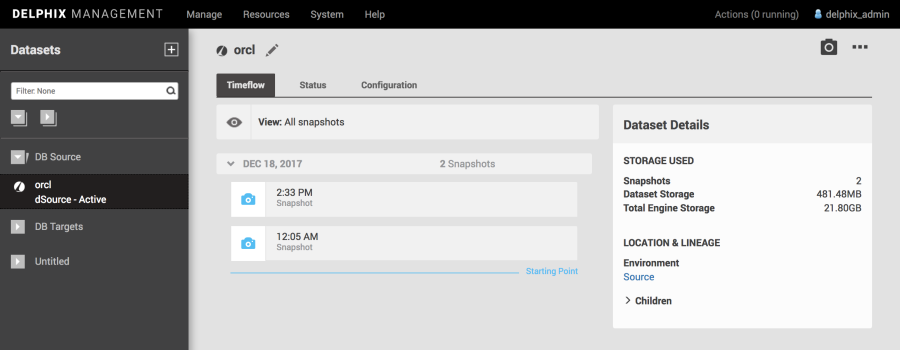 DELPHIX MANAGEMENT Manage Resources System Help Actions (0 running) delphix_admin
Datasets
Filter: None
DB Source
orcl
dSource - Active
DB Targets
Untitled
orcl
Timeflow Status Configuration
View: All snapshots
DEC 18, 2017 2 Snapshots
2:33 PM
Snapshot
12:05 AM
Snapshot
Starting Point
Dataset Details
STORAGE USED
Snapshots 2
Dataset Storage 481.48MB
Total Engine Storage 21.80GB
LOCATION & LINEAGE
Environment
Source
Children